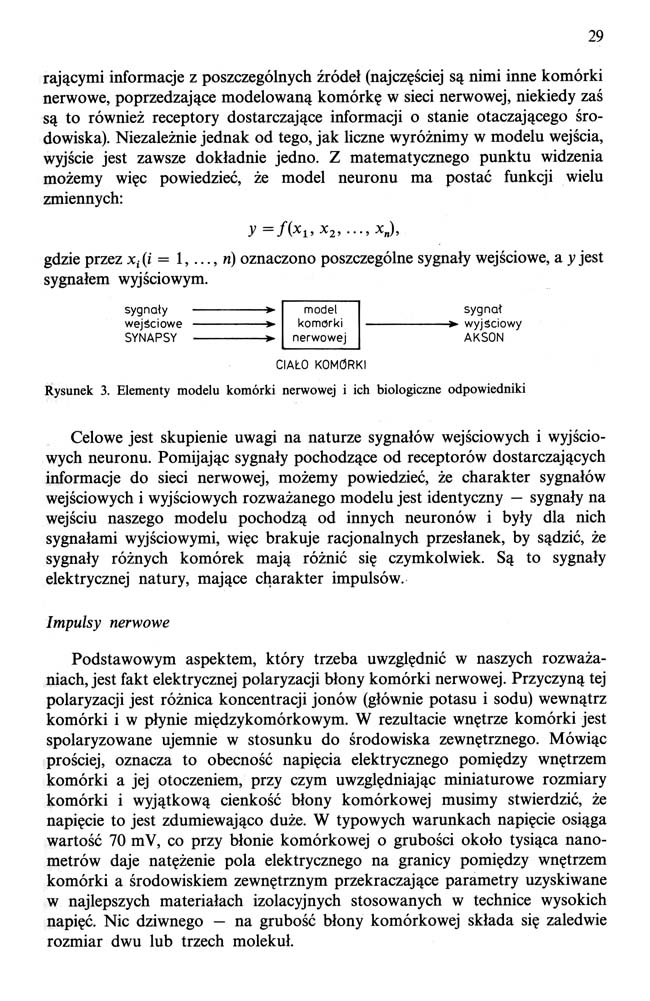 29
rającymi informacje z poszczególnych źródeł (najczęściej są nimi inne komórki
nerwowe, poprzedzające modelowaną komórkę w sieci nerwowej, niekiedy zaś
są to również receptory dostarczające informacji o stanie otaczającego śro-
dowiska). Niezależnie jednak od tego, jak liczne wyróżnimy w modelu wejścia,
wyjście jest zawsze dokładnie jedno. Z matematycznego punktu widzenia
możemy więc powiedzieć, że model neuronu ma postać funkcji wielu
zmiennych:
y = f(x₁, x₂, ..., xₙ),
gdzie przez xᵢ(i = 1, ..., n) oznaczono poszczególne sygnały wejściowe, a y jest
sygnałem wyjściowym.
sygnały model sygnał
wejściowe komórki wyjściowy
SYNAPSY nerwowej AKSON
CIAŁO KOMÓRKI
Rysunek 3. Elementy modelu komórki nerwowej i ich biologiczne odpowiedniki
Celowe jest skupienie uwagi na naturze sygnałów wejściowych i wyjścio-
wych neuronu. Pomijając sygnały pochodzące od receptorów dostarczających
informacje do sieci nerwowej, możemy powiedzieć, że charakter sygnałów
wejściowych i wyjściowych rozważanego modelu jest identyczny — sygnały na
wejściu naszego modelu pochodzą od innych neuronów i były dla nich
sygnałami wyjściowymi, więc brakuje racjonalnych przesłanek, by sądzić, że
sygnały różnych komórek mają różnić się czymkolwiek. Są to sygnały
elektrycznej natury, mające charakter impulsów.
Impulsy nerwowe
Podstawowym aspektem, który trzeba uwzględnić w naszych rozważa-
niach, jest fakt elektrycznej polaryzacji błony komórki nerwowej. Przyczyną tej
polaryzacji jest różnica koncentracji jonów (głównie potasu i sodu) wewnątrz
komórki i w płynie międzykomórkowym. W rezultacie wnętrze komórki jest
spolaryzowane ujemnie w stosunku do środowiska zewnętrznego. Mówiąc
prościej, oznacza to obecność napięcia elektrycznego pomiędzy wnętrzem
komórki a jej otoczeniem, przy czym uwzględniając miniaturowe rozmiary
komórki i wyjątkową cienkość błony komórkowej musimy stwierdzić, że
napięcie to jest zdumiewająco duże. W typowych warunkach napięcie osiąga
wartość 70 mV, co przy błonie komórkowej o grubości około tysiąca nano-
metrów daje natężenie pola elektrycznego na granicy pomiędzy wnętrzem
komórki a środowiskiem zewnętrznym przekraczające parametry uzyskiwane
w najlepszych materiałach izolacyjnych stosowanych w technice wysokich
napięć. Nic dziwnego — na grubość błony komórkowej składa się zaledwie
rozmiar dwu lub trzech molekuł.